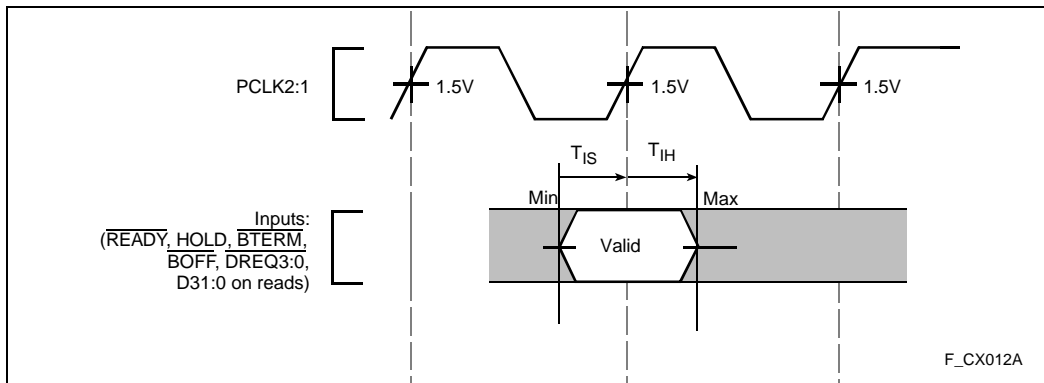 PCLK2:1
1.5V
1.5V
1.5V
T_IS
T_IH
Min
Max
Inputs:
(READY, HOLD, BTERM,
BOFF, DREQ3:0,
D31:0 on reads)
Valid
F_CX012A